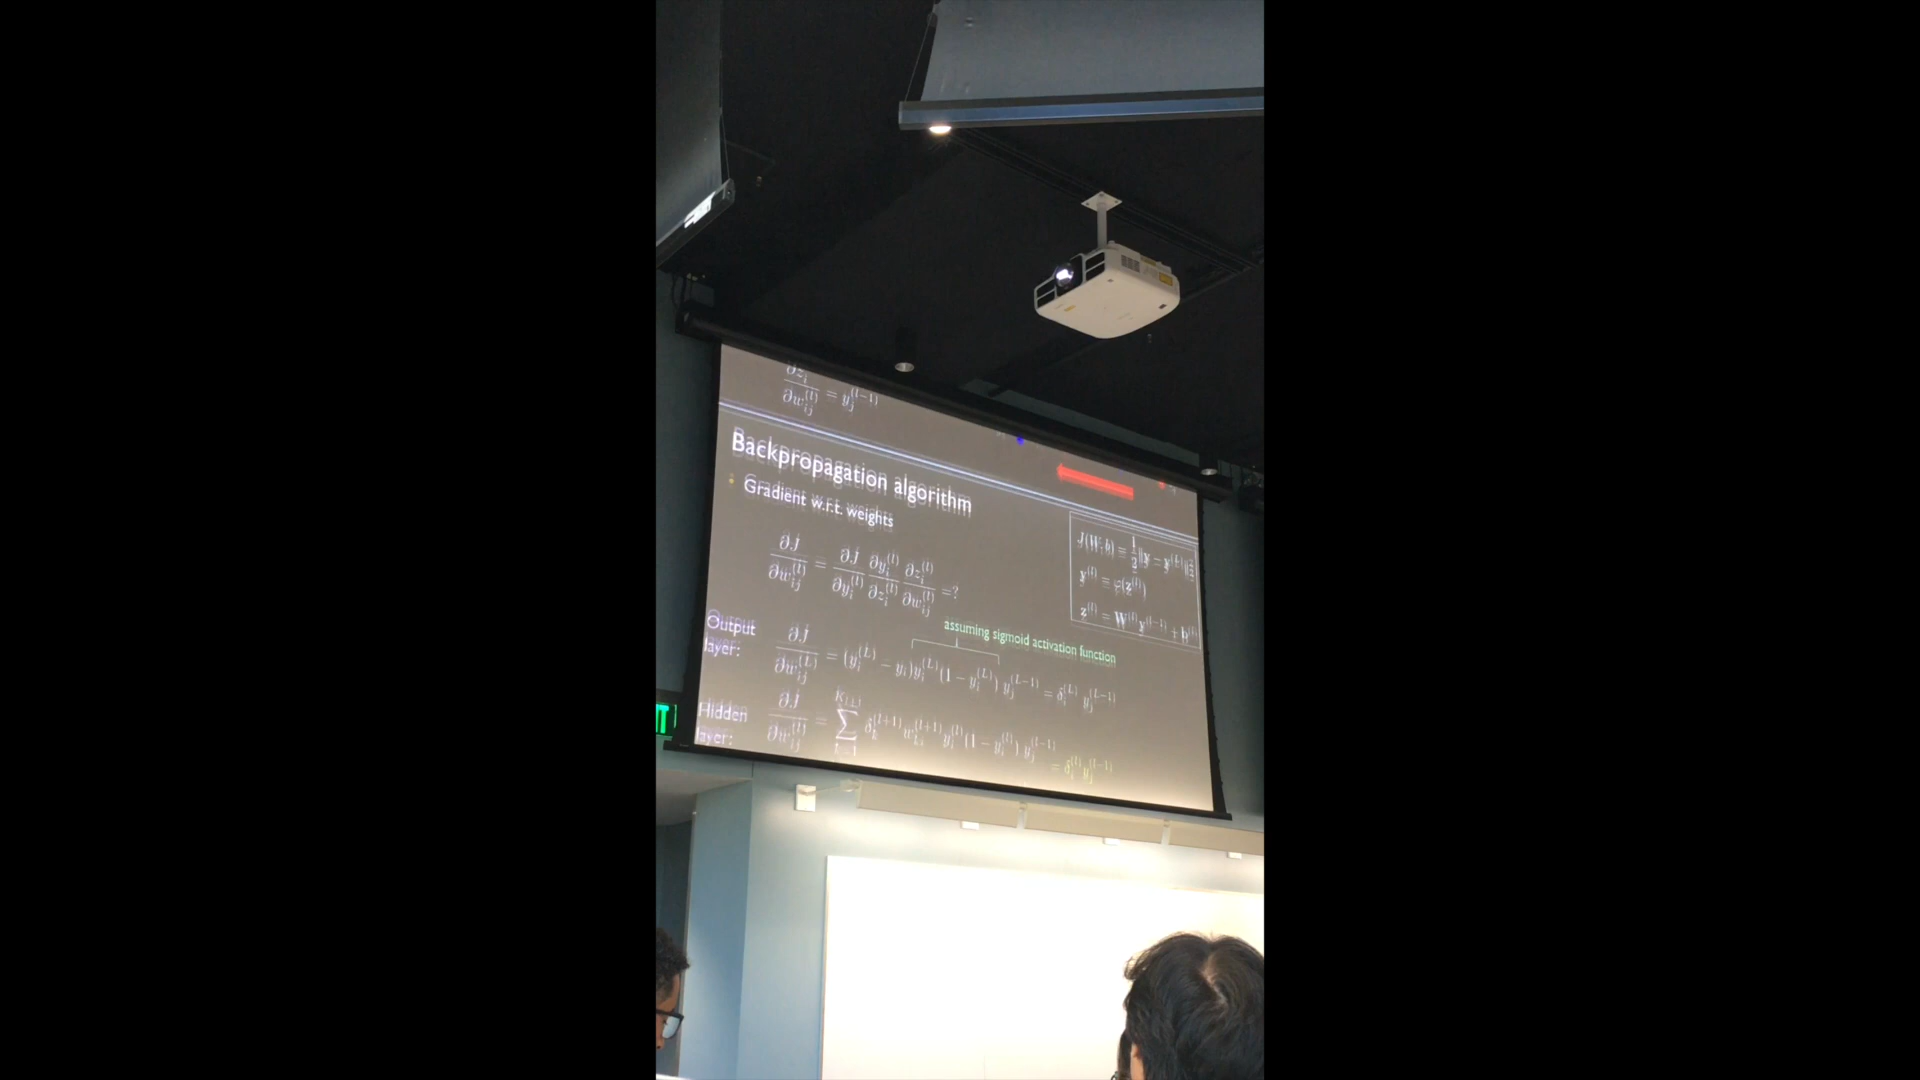 ∂z_i / ∂w_{ij}^{(l)} = y_j^{(l-1)}
Backpropagation algorithm
Gradient w.r.t. weights
∂J / ∂w_{ij}^{(l)} = ∂J / ∂y_i^{(l)} ∂y_i^{(l)} / ∂z_i^{(l)} ∂z_i^{(l)} / ∂w_{ij}^{(l)} =?
J(W,b) = 1/2 ||y − y^{(L)}||_2^2
y^{(l)} = φ(z^{(l)})
z^{(l)} = W^{(l)} y^{(l-1)} + b^{(l)}
assuming sigmoid activation function
Output layer: ∂J / ∂w_{ij}^{(L)} = (y_i^{(L)} − y_i) y_i^{(L)} (1 − y_i^{(L)}) y_j^{(L-1)} = δ_i^{(L)} y_j^{(L-1)}
Hidden layer: ∂J / ∂w_{ij}^{(l)} = ∑ δ_k^{(l+1)} w_{ki}^{(l+1)} y_i^{(l)} (1 − y_i^{(l)}) y_j^{(l-1)}
= δ_i^{(l)} y_j^{(l-1)}